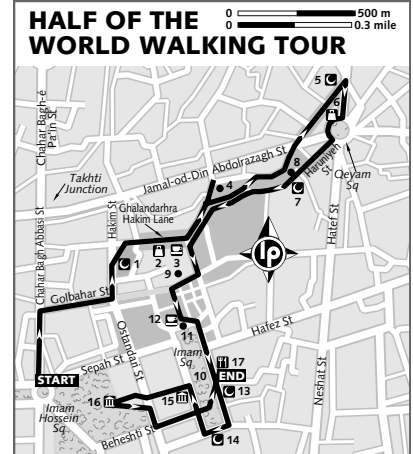 HALF OF THE
WORLD WALKING TOUR
0 500 m
0 0.3 mile
Chahar Bagh-é
Pa'in St
Takhti
Junction
Jamal-od-Din Abdolrazagh St
5
6
4
8
Haruniyeh
St
Qeyam
Sq
7
Ghalandarhra
Hakim Lane
Hakim St
Chahar Bagh Abbasi St
Hatef St
lp
1
2
3
9
Golbahar St
12
11
Hafez St
Ostandari St
Imam
Sq
Sepah St
START
10
17
END
13
Neshat St
Imam
Hossein
Sq
16
15
Beheshti St
14